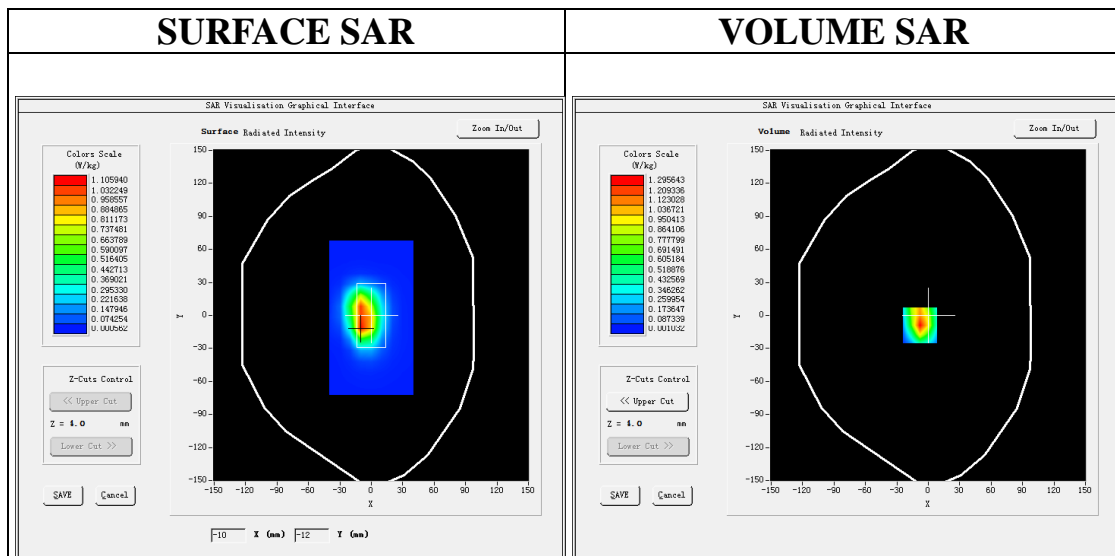 SURFACE SAR
VOLUME SAR
SAR Visualisation Graphical Interface
Surface Radiated Intensity
Zoom In/Out
Colors Scale
(W/kg)
1.105940
1.032249
0.958557
0.884865
0.811173
0.737481
0.663789
0.590097
0.516405
0.442713
0.369021
0.295330
0.221638
0.147946
0.074254
0.000562
150
120
90
60
30
0
-30
-60
-90
-120
-150
Y
-150 -120 -90 -60 -30 0 30 60 90 120 150
X
Z-Cuts Control
<< Upper Cut
Z = 4.0 mm
Lower Cut >>
SAVE Cancel
-10 X (mm) -12 Y (mm)
SAR Visualisation Graphical Interface
Volume Radiated Intensity
Zoom In/Out
Colors Scale
(W/kg)
1.295643
1.209336
1.123028
1.036721
0.950413
0.864106
0.777799
0.691491
0.605184
0.518876
0.432569
0.346262
0.259954
0.173647
0.087339
0.001032
150
120
90
60
30
0
-30
-60
-90
-120
-150
Y
-150 -120 -90 -60 -30 0 30 60 90 120 150
X
Z-Cuts Control
<< Upper Cut
Z = 4.0 mm
Lower Cut >>
SAVE Cancel